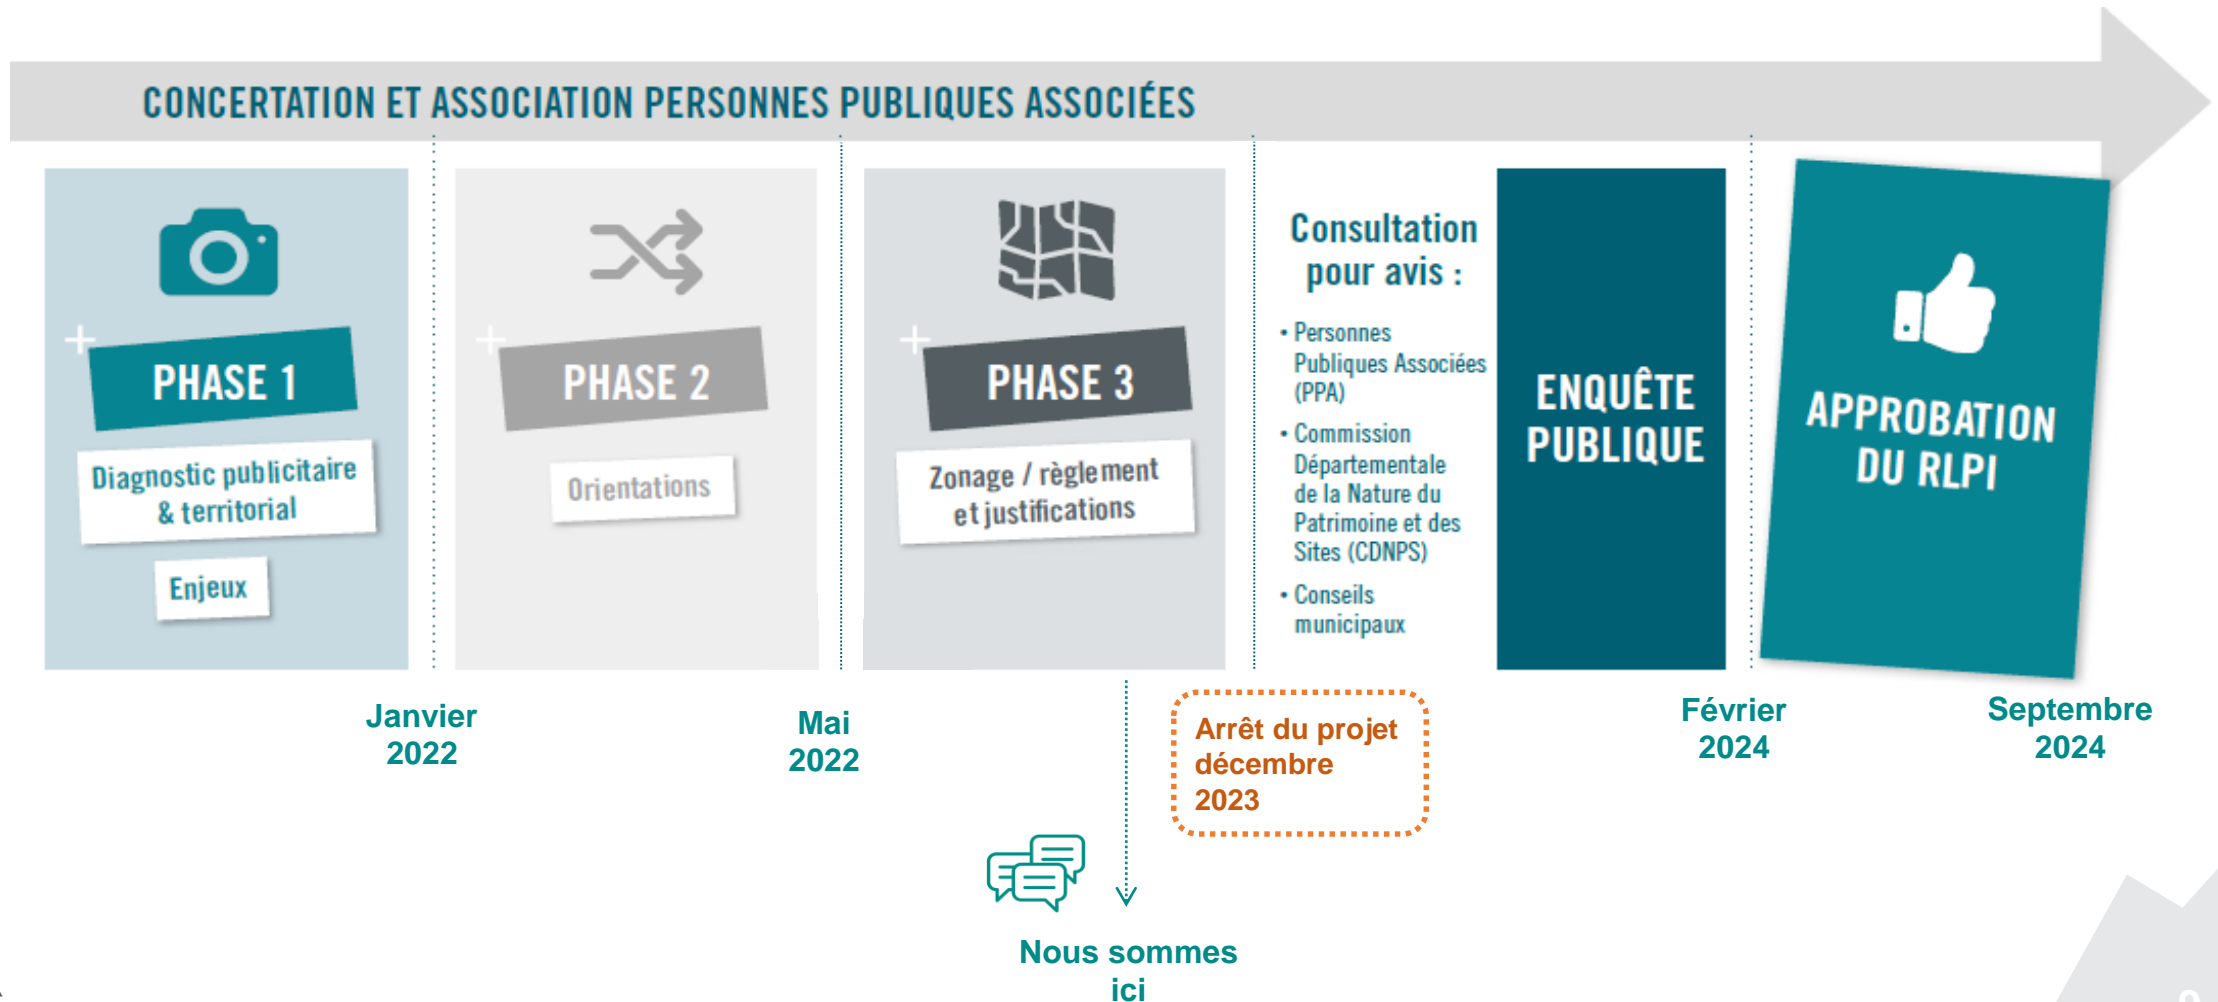 CONCERTATION ET ASSOCIATION PERSONNES PUBLIQUES ASSOCIÉES
PHASE 1
Diagnostic publicitaire
& territorial
Enjeux
PHASE 2
Orientations
PHASE 3
Zonage / règlement
et justifications
Consultation
pour avis :
• Personnes
Publiques Associées
(PPA)
• Commission
Départementale
de la Nature du
Patrimoine et des
Sites (CDNPS)
• Conseils
municipaux
ENQUÊTE
PUBLIQUE
APPROBATION
DU RLPI
Janvier
2022
Mai
2022
Arrêt du projet
décembre
2023
Février
2024
Septembre
2024
Nous sommes
ici